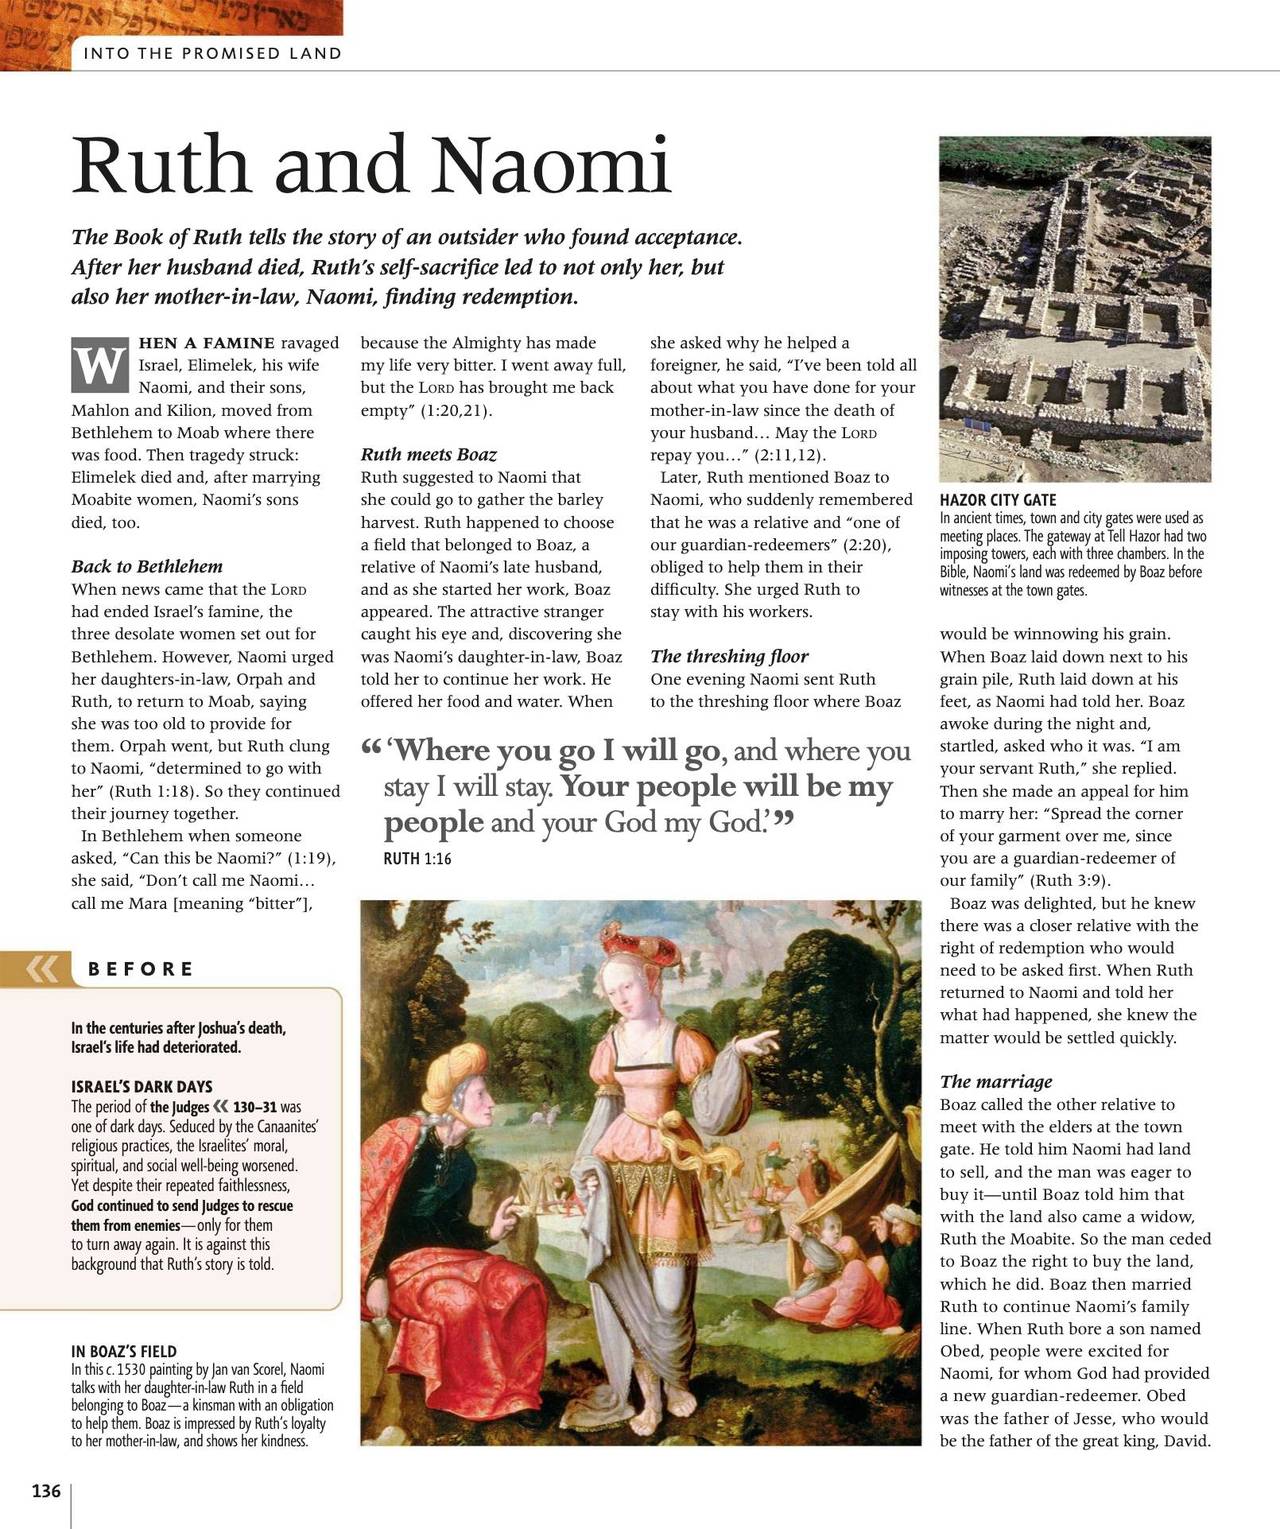 INTO THE PROMISED LAND
Ruth and Naomi
The Book of Ruth tells the story of an outsider who found acceptance.
After her husband died, Ruth’s self-sacrifice led to not only her, but
also her mother-in-law, Naomi, finding redemption.
WHEN A FAMINE ravaged
Israel, Elimelek, his wife
Naomi, and their sons,
Mahlon and Kilion, moved from
Bethlehem to Moab where there
was food. Then tragedy struck:
Elimelek died and, after marrying
Moabite women, Naomi’s sons
died, too.
Back to Bethlehem
When news came that the LORD
had ended Israel’s famine, the
three desolate women set out for
Bethlehem. However, Naomi urged
her daughters-in-law, Orpah and
Ruth, to return to Moab, saying
she was too old to provide for
them. Orpah went, but Ruth clung
to Naomi, “determined to go with
her” (Ruth 1:18). So they continued
their journey together.
In Bethlehem when someone
asked, “Can this be Naomi?” (1:19),
she said, “Don’t call me Naomi…
call me Mara [meaning “bitter”],
because the Almighty has made
my life very bitter. I went away full,
but the LORD has brought me back
empty” (1:20,21).
Ruth meets Boaz
Ruth suggested to Naomi that
she could go to gather the barley
harvest. Ruth happened to choose
a field that belonged to Boaz, a
relative of Naomi’s late husband,
and as she started her work, Boaz
appeared. The attractive stranger
caught his eye and, discovering she
was Naomi’s daughter-in-law, Boaz
told her to continue her work. He
offered her food and water. When
she asked why he helped a
foreigner, he said, “I’ve been told all
about what you have done for your
mother-in-law since the death of
your husband… May the LORD
repay you…” (2:11,12).
Later, Ruth mentioned Boaz to
Naomi, who suddenly remembered
that he was a relative and “one of
our guardian-redeemers” (2:20),
obliged to help them in their
difficulty. She urged Ruth to
stay with his workers.
The threshing floor
One evening Naomi sent Ruth
to the threshing floor where Boaz
“‘Where you go I will go, and where you
stay I will stay. Your people will be my
people and your God my God.’”
RUTH 1:16
HAZOR CITY GATE
In ancient times, town and city gates were used as
meeting places. The gateway at Tell Hazor had two
imposing towers, each with three chambers. In the
Bible, Naomi’s land was redeemed by Boaz before
witnesses at the town gates.
would be winnowing his grain.
When Boaz laid down next to his
grain pile, Ruth laid down at his
feet, as Naomi had told her. Boaz
awoke during the night and,
startled, asked who it was. “I am
your servant Ruth,” she replied.
Then she made an appeal for him
to marry her: “Spread the corner
of your garment over me, since
you are a guardian-redeemer of
our family” (Ruth 3:9).
Boaz was delighted, but he knew
there was a closer relative with the
right of redemption who would
need to be asked first. When Ruth
returned to Naomi and told her
what had happened, she knew the
matter would be settled quickly.
The marriage
Boaz called the other relative to
meet with the elders at the town
gate. He told him Naomi had land
to sell, and the man was eager to
buy it—until Boaz told him that
with the land also came a widow,
Ruth the Moabite. So the man ceded
to Boaz the right to buy the land,
which he did. Boaz then married
Ruth to continue Naomi’s family
line. When Ruth bore a son named
Obed, people were excited for
Naomi, for whom God had provided
a new guardian-redeemer. Obed
was the father of Jesse, who would
be the father of the great king, David.
« BEFORE
In the centuries after Joshua’s death,
Israel’s life had deteriorated.
ISRAEL’S DARK DAYS
The period of the Judges « 130–31 was
one of dark days. Seduced by the Canaanites’
religious practices, the Israelites’ moral,
spiritual, and social well-being worsened.
Yet despite their repeated faithlessness,
God continued to send Judges to rescue
them from enemies—only for them
to turn away again. It is against this
background that Ruth’s story is told.
IN BOAZ’S FIELD
In this c. 1530 painting by Jan van Scorel, Naomi
talks with her daughter-in-law Ruth in a field
belonging to Boaz—a kinsman with an obligation
to help them. Boaz is impressed by Ruth’s loyalty
to her mother-in-law, and shows her kindness.
136